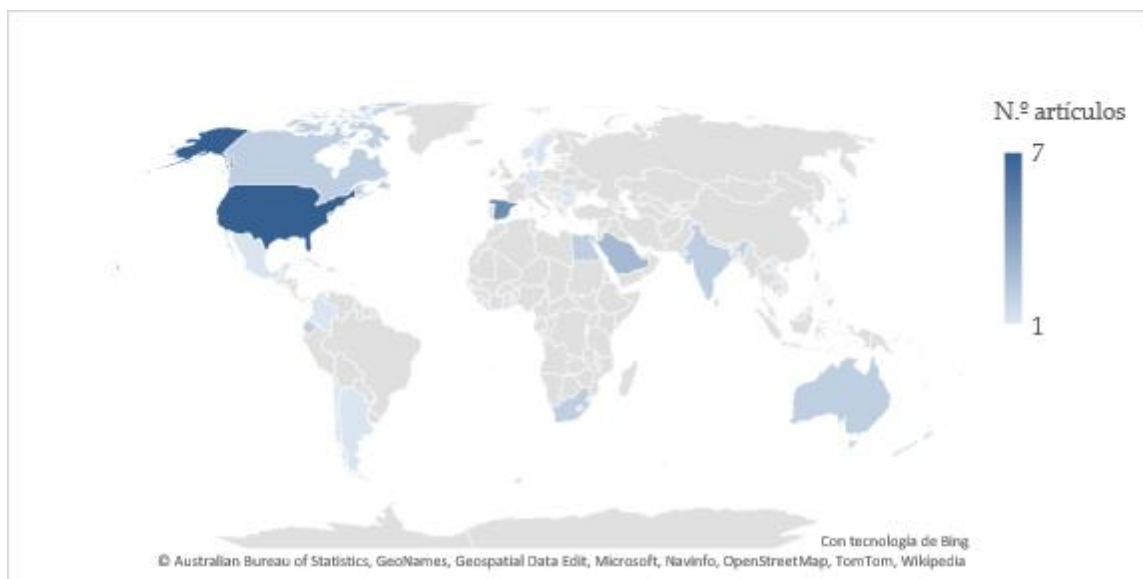 N.º artículos
7
1
Con tecnología de Bing
© Australian Bureau of Statistics, GeoNames, Geospatial Data Edit, Microsoft, Navinfo, OpenStreetMap, TomTom, Wikipedia